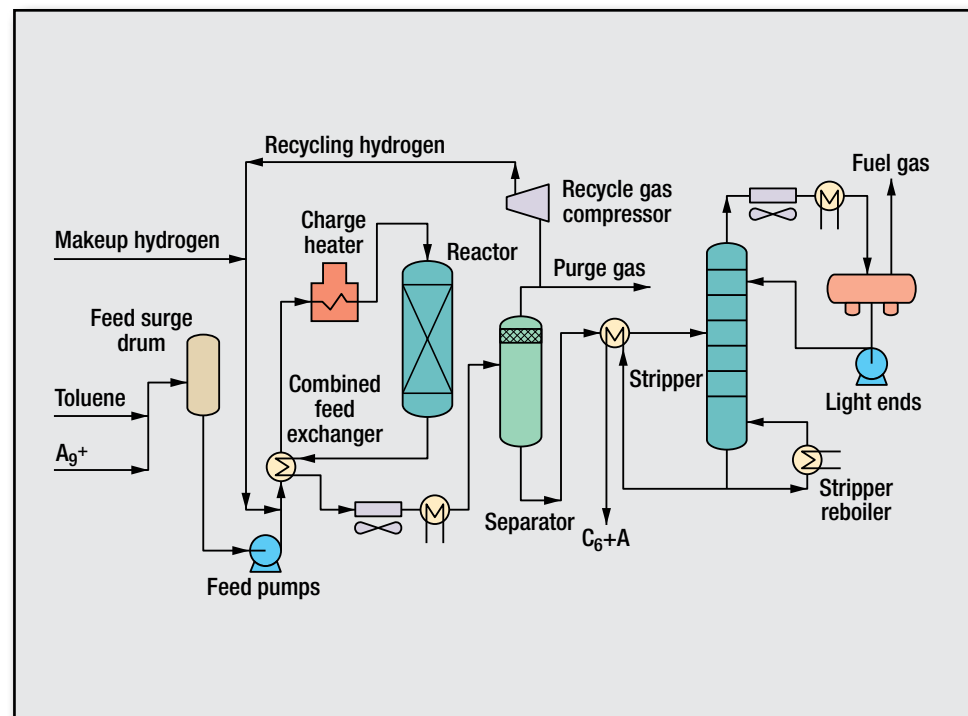 Recycling hydrogen
Fuel gas
Recycle gas
compressor
Charge
heater
Makeup hydrogen
Reactor
Purge gas
Feed surge
drum
Combined
feed
exchanger
Stripper
Toluene
Light ends
A₉+
Stripper
reboiler
Separator
C₆+A
Feed pumps